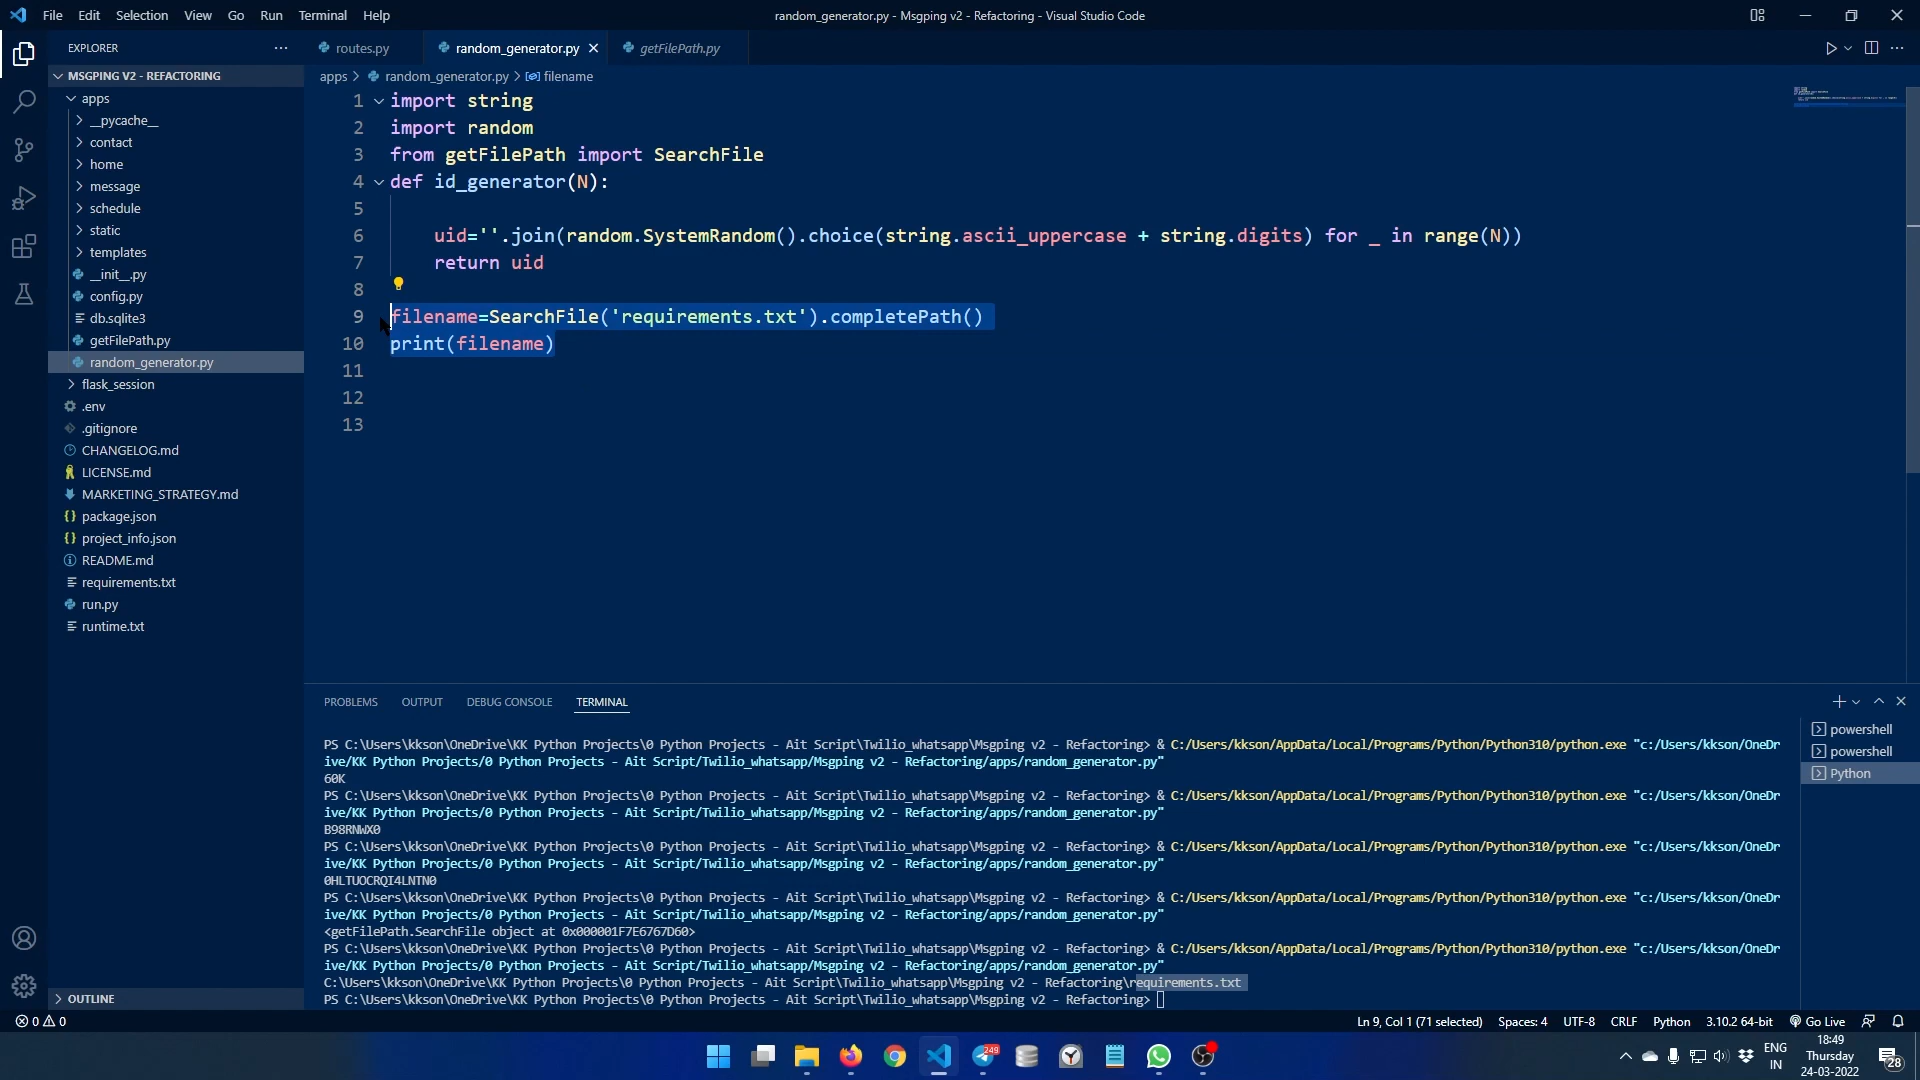 File Edit Selection View Go Run Terminal Help
random_generator.py - Msgping v2 - Refactoring - Visual Studio Code
EXPLORER
routes.py
random_generator.py
getFilePath.py
MSGPING V2 - REFACTORING
apps > random_generator.py > filename
apps
__pycache__
contact
home
message
schedule
static
templates
__init__.py
config.py
db.sqlite3
getFilePath.py
random_generator.py
flask_session
.env
.gitignore
CHANGELOG.md
LICENSE.md
MARKETING_STRATEGY.md
package.json
project_info.json
README.md
requirements.txt
run.py
runtime.txt
OUTLINE
1 import string
2 import random
3 from getFilePath import SearchFile
4 def id_generator(N):
5
6 uid=''.join(random.SystemRandom().choice(string.ascii_uppercase + string.digits) for _ in range(N))
7 return uid
8
9 filename=SearchFile('requirements.txt').completePath()
10 print(filename)
11
12
13
PROBLEMS OUTPUT DEBUG CONSOLE TERMINAL
powershell
powershell
Python
PS C:\Users\kkson\OneDrive\KK Python Projects\0 Python Projects - Ait Script\Twilio_whatsapp\Msgping v2 - Refactoring> & C:/Users/kkson/AppData/Local/Programs/Python/Python310/python.exe "c:/Users/kkson/OneDr
ive/KK Python Projects/0 Python Projects - Ait Script/Twilio_whatsapp/Msgping v2 - Refactoring/apps/random_generator.py"
60K
PS C:\Users\kkson\OneDrive\KK Python Projects\0 Python Projects - Ait Script\Twilio_whatsapp\Msgping v2 - Refactoring> & C:/Users/kkson/AppData/Local/Programs/Python/Python310/python.exe "c:/Users/kkson/OneDr
ive/KK Python Projects/0 Python Projects - Ait Script/Twilio_whatsapp/Msgping v2 - Refactoring/apps/random_generator.py"
B98RNWX0
PS C:\Users\kkson\OneDrive\KK Python Projects\0 Python Projects - Ait Script\Twilio_whatsapp\Msgping v2 - Refactoring> & C:/Users/kkson/AppData/Local/Programs/Python/Python310/python.exe "c:/Users/kkson/OneDr
ive/KK Python Projects/0 Python Projects - Ait Script/Twilio_whatsapp/Msgping v2 - Refactoring/apps/random_generator.py"
0HLTUOCRQI4LNTN0
PS C:\Users\kkson\OneDrive\KK Python Projects\0 Python Projects - Ait Script\Twilio_whatsapp\Msgping v2 - Refactoring> & C:/Users/kkson/AppData/Local/Programs/Python/Python310/python.exe "c:/Users/kkson/OneDr
ive/KK Python Projects/0 Python Projects - Ait Script/Twilio_whatsapp/Msgping v2 - Refactoring/apps/random_generator.py"
<getFilePath.SearchFile object at 0x000001F7E6767D60>
PS C:\Users\kkson\OneDrive\KK Python Projects\0 Python Projects - Ait Script\Twilio_whatsapp\Msgping v2 - Refactoring> & C:/Users/kkson/AppData/Local/Programs/Python/Python310/python.exe "c:/Users/kkson/OneDr
ive/KK Python Projects/0 Python Projects - Ait Script/Twilio_whatsapp/Msgping v2 - Refactoring/apps/random_generator.py"
C:\Users\kkson\OneDrive\KK Python Projects\0 Python Projects - Ait Script\Twilio_whatsapp\Msgping v2 - Refactoring\requirements.txt
PS C:\Users\kkson\OneDrive\KK Python Projects\0 Python Projects - Ait Script\Twilio_whatsapp\Msgping v2 - Refactoring>
0 0 Ln 9, Col 1 (71 selected) Spaces: 4 UTF-8 CRLF Python 3.10.2 64-bit Go Live
249
ENG
IN
18:49
Thursday
24-03-2022
28